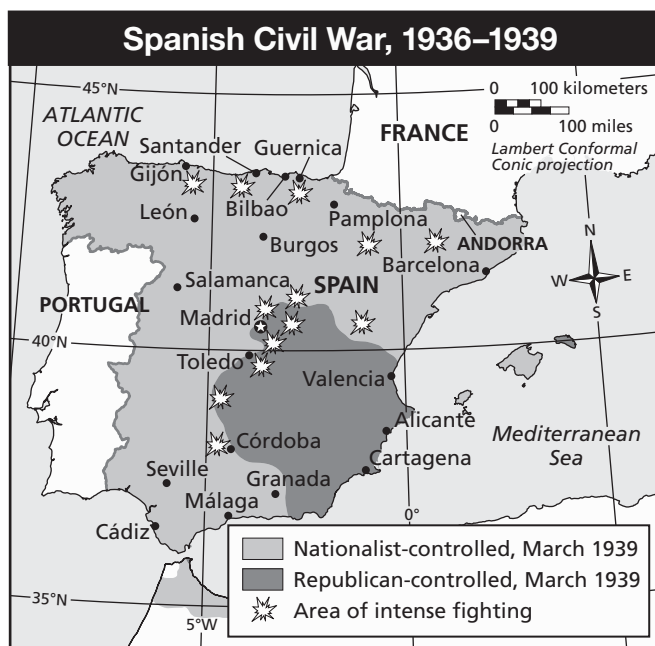 Spanish Civil War, 1936–1939
45°N
0 100 kilometers
0 100 miles
Lambert Conformal
Conic projection
ATLANTIC
OCEAN
FRANCE
Santander
Guernica
Gijón
Bilbao
León
Pamplona
Burgos
ANDORRA
Barcelona
N
W
E
S
Salamanca
SPAIN
PORTUGAL
Madrid
40°N
Toledo
Valencia
Alicante
Mediterranean
Sea
Córdoba
Cartagena
Seville
Granada
Málaga
0°
Cádiz
Nationalist-controlled, March 1939
Republican-controlled, March 1939
Area of intense fighting
35°N
5°W